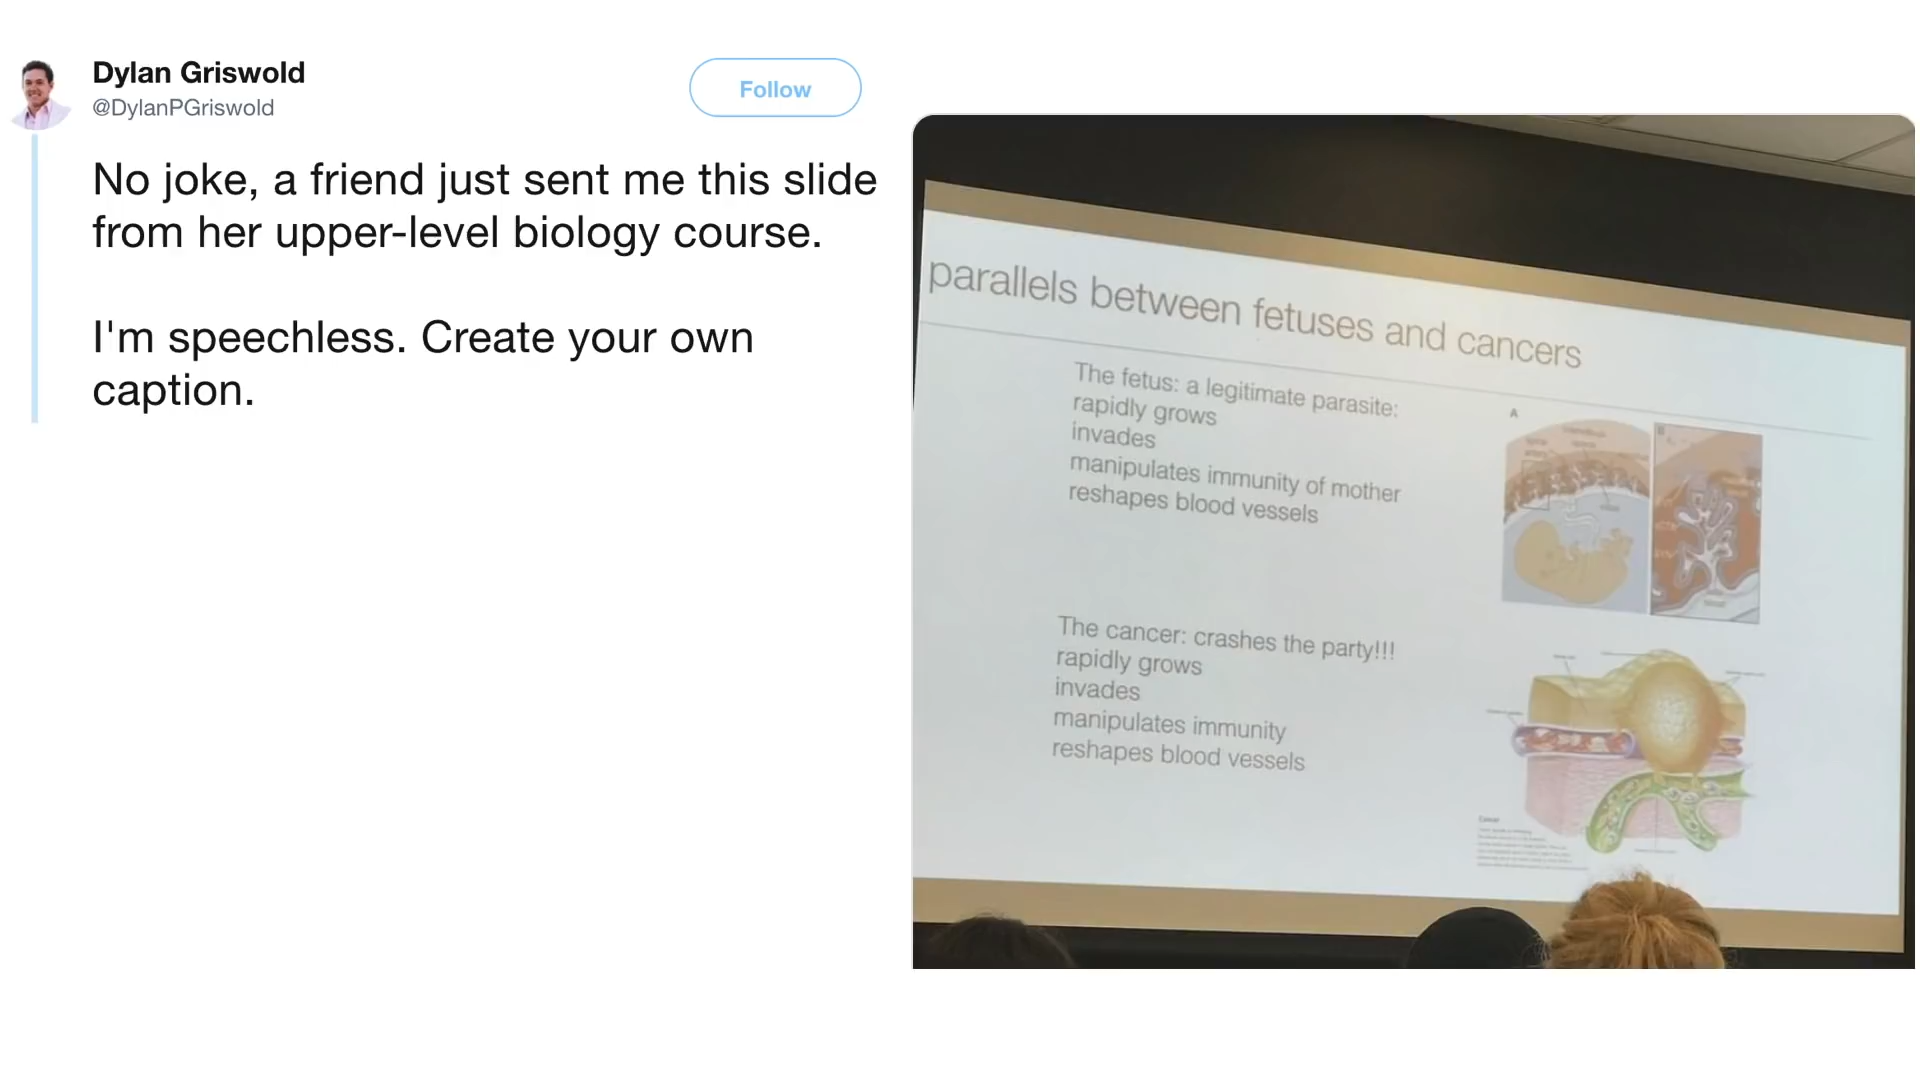 Dylan Griswold
@DylanPGriswold
Follow
No joke, a friend just sent me this slide
from her upper-level biology course.
I'm speechless. Create your own
caption.
parallels between fetuses and cancers
The fetus: a legitimate parasite:
rapidly grows
invades
manipulates immunity of mother
reshapes blood vessels
A
B
The cancer: crashes the party!!!
rapidly grows
invades
manipulates immunity
reshapes blood vessels
Cancer